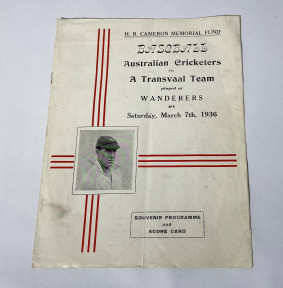 H. B. CAMERON MEMORIAL FUND
BASEBALL
Australian Cricketers
vs.
A Transvaal Team
played at
WANDERERS
on
Saturday, March 7th, 1936
SOUVENIR PROGRAMME
and
SCORE CARD